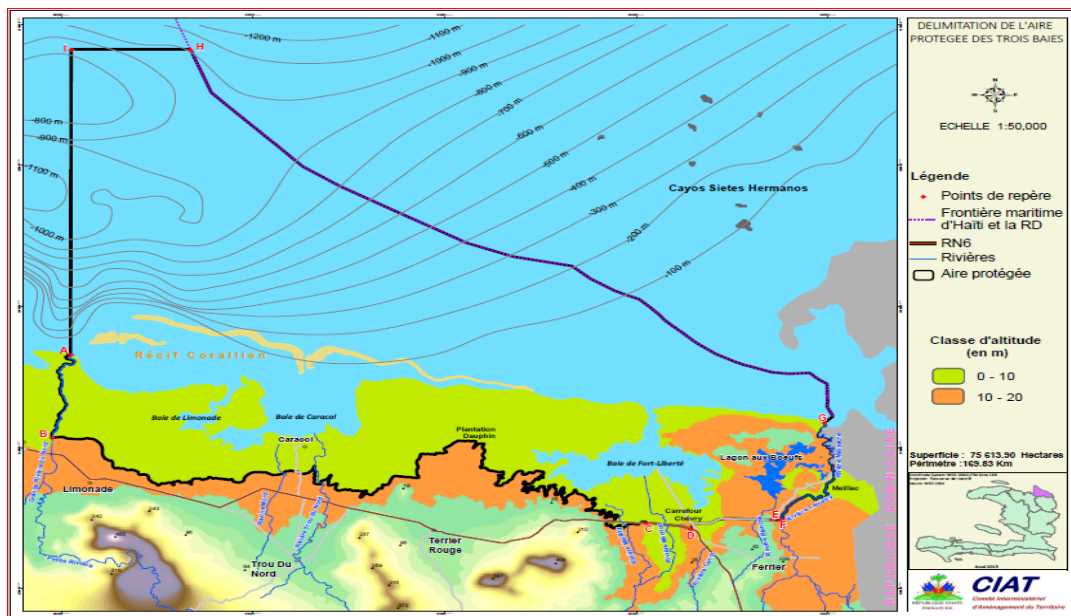 DELIMITATION DE L'AIRE
PROTEGEE DES TROIS BAIES
ECHELLE 1:50,000
Légende
Points de repère
Frontière maritime
d'Haïti et la RD
RN6
Rivières
Aire protégée
Classe d'altitude
(en m)
0 - 10
10 - 20
Superficie : 75 613.90 Hectares
Périmètre :169.83 Km
CIAT
Comité Interministériel
d'Aménagement du Territoire
I
H
-1200 m
-1100 m
-1000 m
-900 m
-800 m
-700 m
-600 m
-500 m
-400 m
-300 m
-200 m
-100 m
-800 m
-900 m
-1100 m
-1000 m
Cayos Sietes Hermanos
Récif Corallien
A
B
Baie de Limonade
Baie de Caracol
Caracol
Plantation
Dauphin
Baie de Fort-Liberté
Lagon aux Boeufs
G
Meillac
Limonade
Carrefour
Chévry
C
D
E
F
Terrier
Rouge
Trou Du
Nord
Ferrier
REPUBLIQUE DOMINICAINE